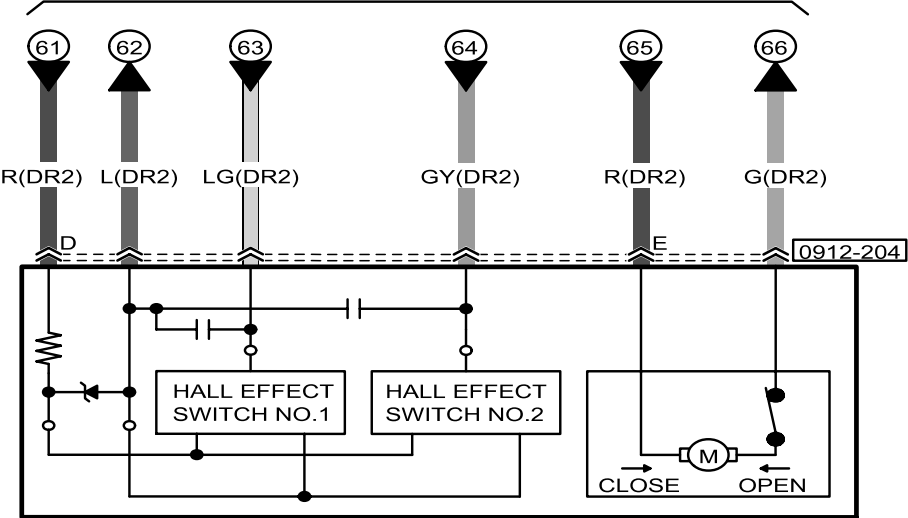 61 62 63 64 65 66
R(DR2) L(DR2) LG(DR2) GY(DR2) R(DR2) G(DR2)
D E
0912-204
HALL EFFECT
SWITCH NO.1
HALL EFFECT
SWITCH NO.2
M
CLOSE OPEN